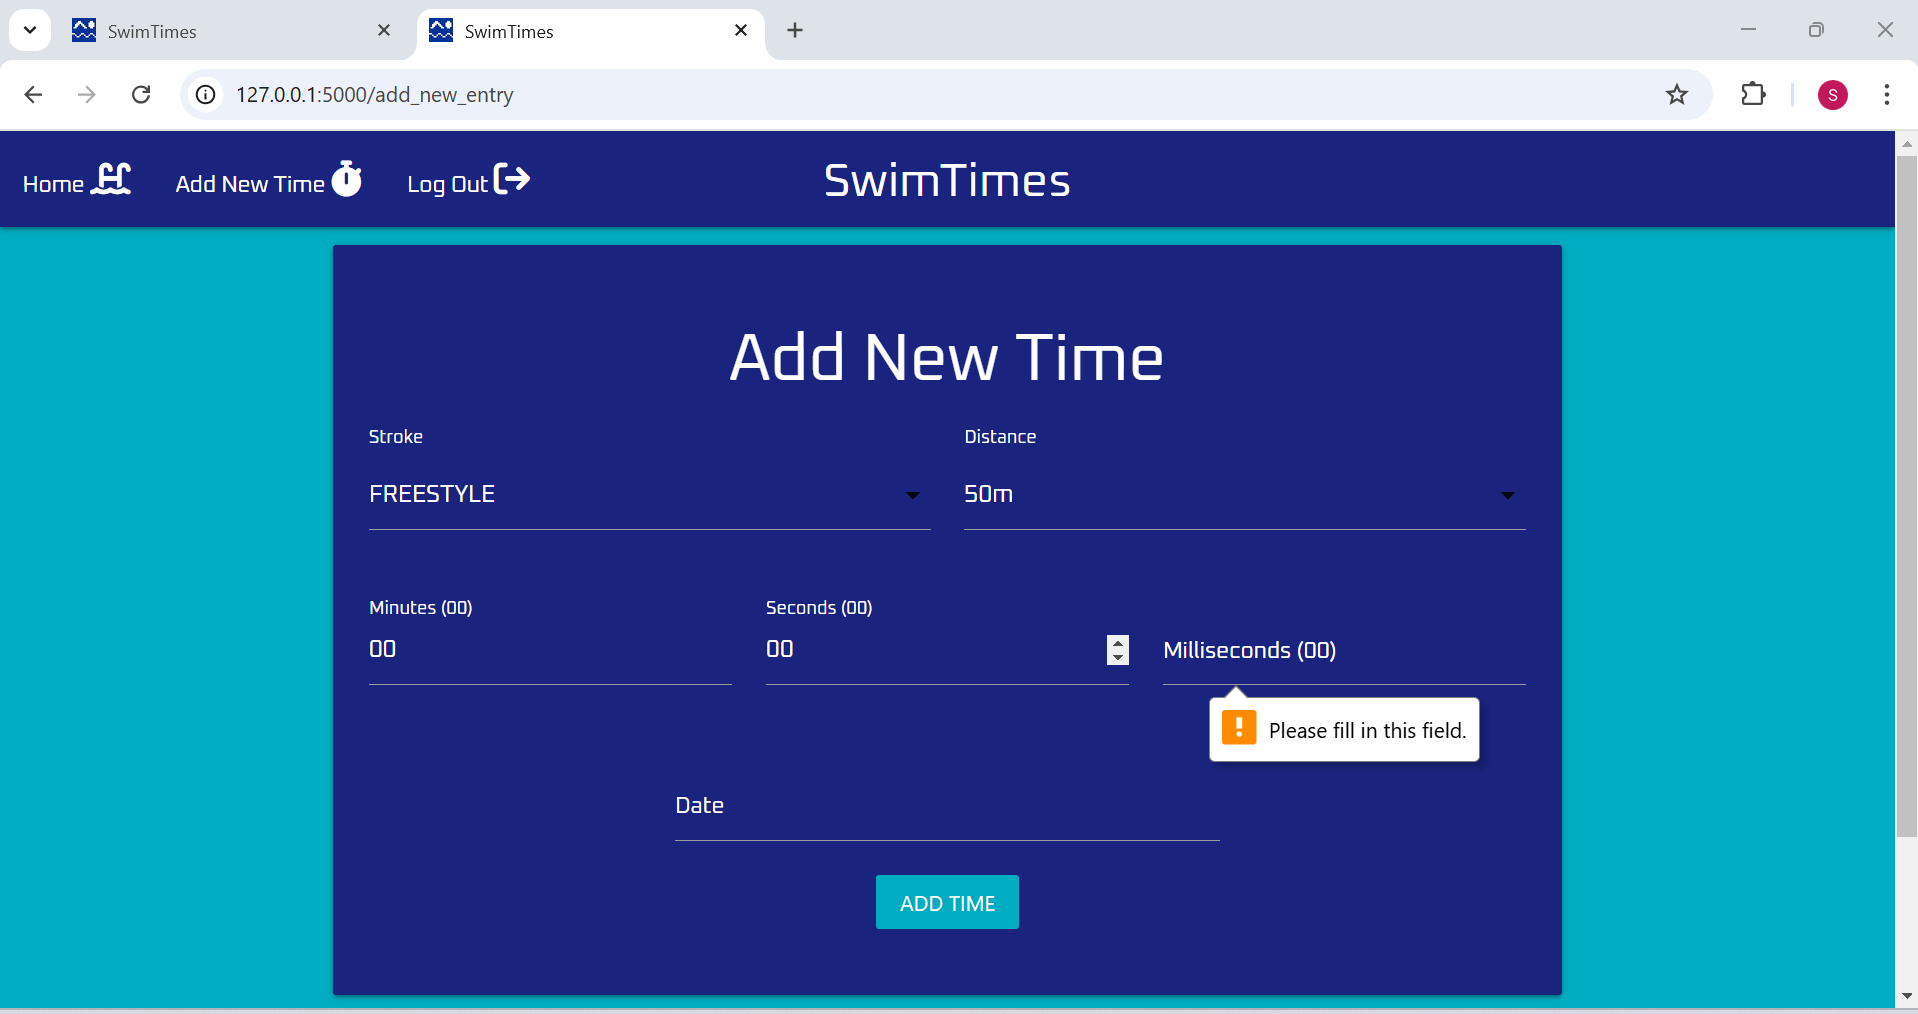 SwimTimes
SwimTimes
127.0.0.1:5000/add_new_entry
S
Home
Add New Time
Log Out
SwimTimes
Add New Time
Stroke
Distance
FREESTYLE
50m
Minutes (00)
Seconds (00)
00
00
Milliseconds (00)
Please fill in this field.
Date
ADD TIME